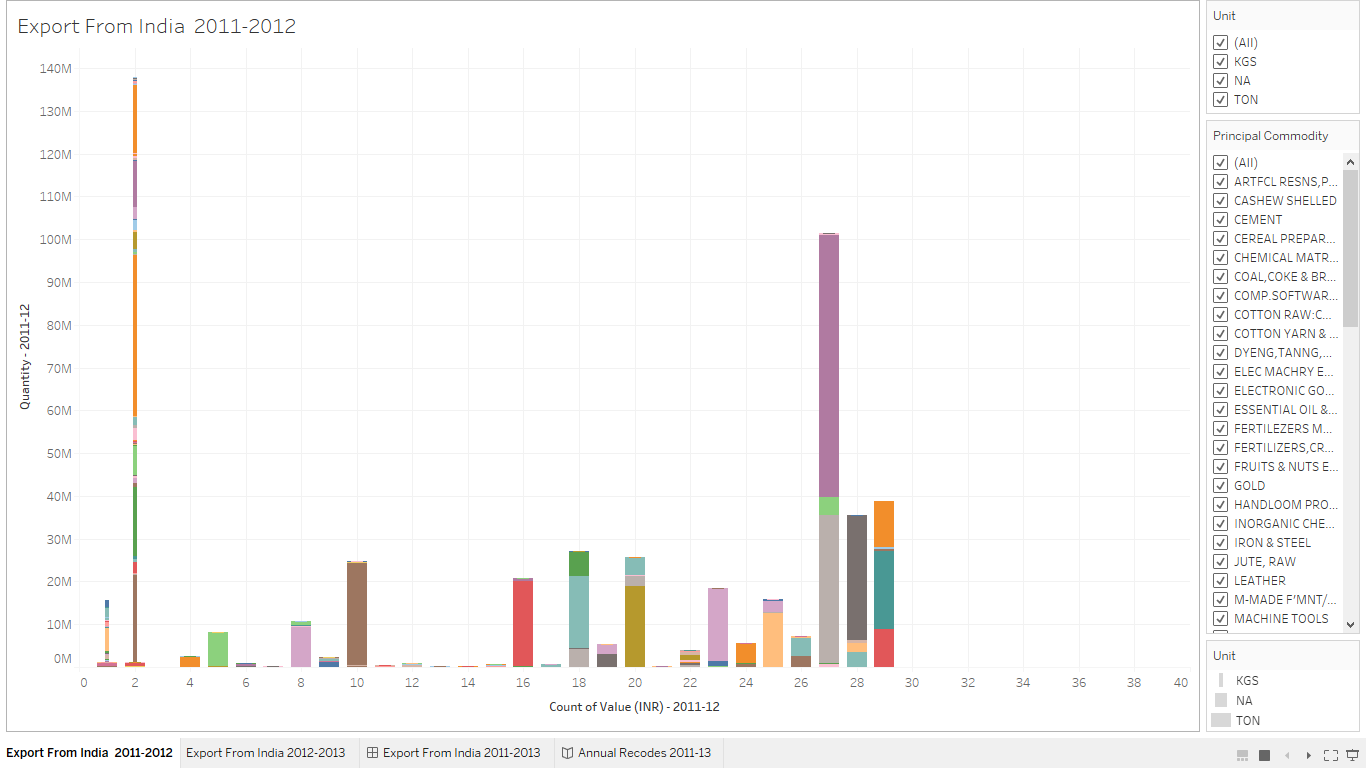 Export From India 2011-2012
140M
130M
120M
110M
100M
90M
80M
70M
60M
50M
40M
30M
20M
10M
0M
Quantity - 2011-12
0 2 4 6 8 10 12 14 16 18 20 22 24 26 28 30 32 34 36 38 40
Count of Value (INR) - 2011-12
Unit
(All)
KGS
NA
TON
Principal Commodity
(All)
ARTFCL RESNS,P...
CASHEW SHELLED
CEMENT
CEREAL PREPAR...
CHEMICAL MATR...
COAL,COKE & BR...
COMP.SOFTWAR...
COTTON RAW:C...
COTTON YARN & ...
DYENG,TANNG,...
ELEC MACHRY E...
ELECTRONIC GO...
ESSENTIAL OIL &...
FERTILEZERS M...
FERTILIZERS,CR...
FRUITS & NUTS E...
GOLD
HANDLOOM PRO...
INORGANIC CHE...
IRON & STEEL
JUTE, RAW
LEATHER
M-MADE F'MNT/...
MACHINE TOOLS
Unit
KGS
NA
TON
Export From India 2011-2012 Export From India 2012-2013 Export From India 2011-2013 Annual Recodes 2011-13